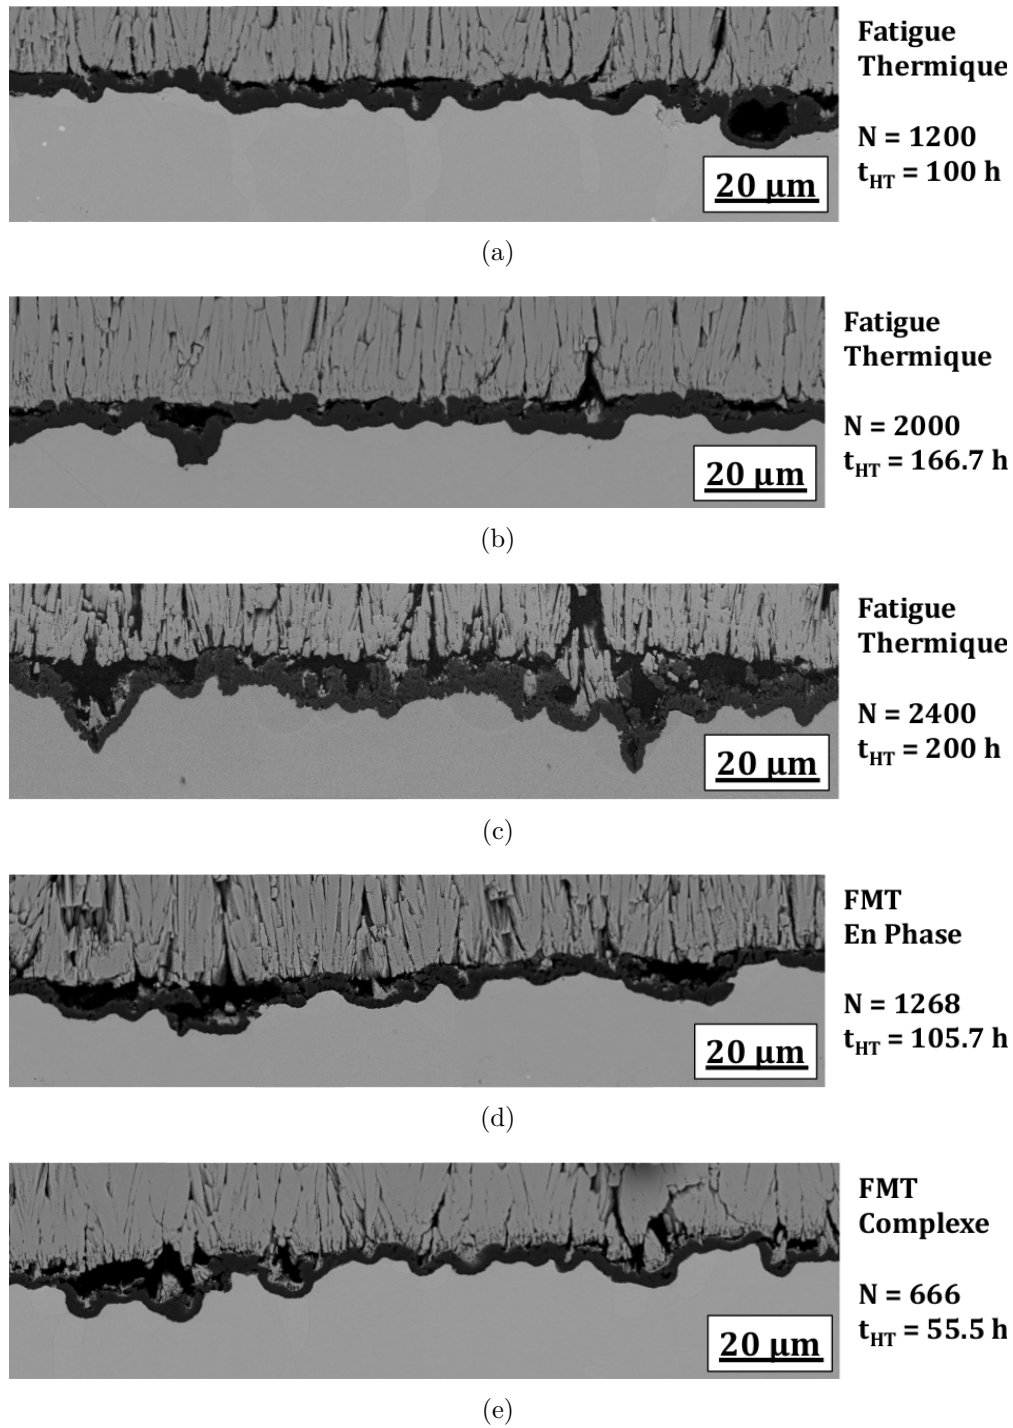 Fatigue
Thermique
N = 1200
t_HT = 100 h
20 μm
(a)
Fatigue
Thermique
N = 2000
t_HT = 166.7 h
20 μm
(b)
Fatigue
Thermique
N = 2400
t_HT = 200 h
20 μm
(c)
FMT
En Phase
N = 1268
t_HT = 105.7 h
20 μm
(d)
FMT
Complexe
N = 666
t_HT = 55.5 h
20 μm
(e)